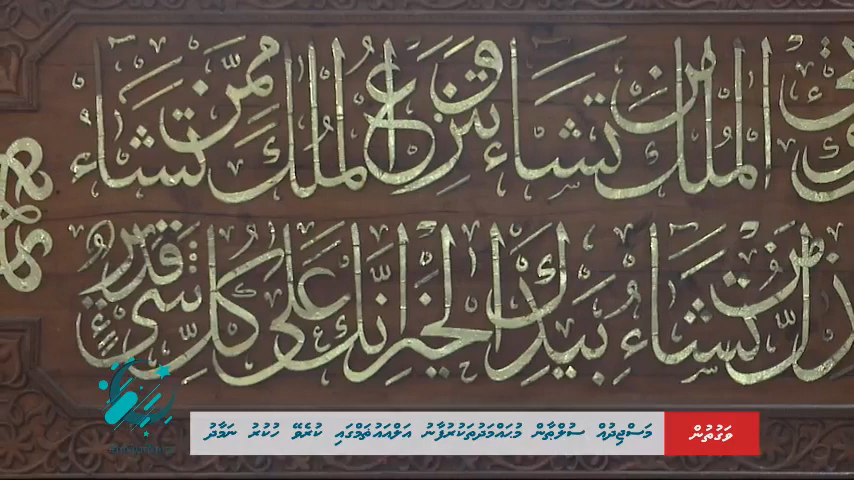 الملك من تشاء وتنزع الملك ممن تشاء
من تشاء بيدك الخير إنك على كل شيء قدير
ވަގުތުން
މަސްޖިދުއް ސުލްޠާން މުޙައްމަދުތަކުރުފާނު އަލްއައުޡަމްގައި ކުރެވޭ ހުކުރު ނަމާދު